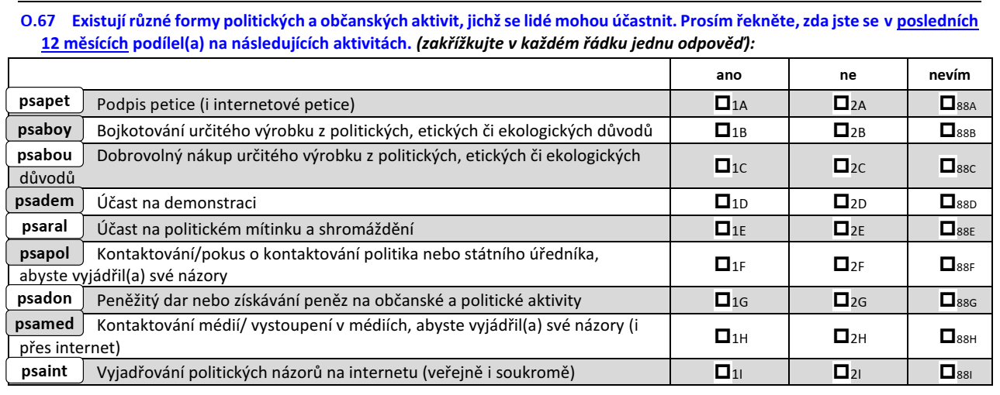 O.67 Existují různé formy politických a občanských aktivit, jichž se lidé mohou účastnit. Prosím řekněte, zda jste se v posledních
12 měsících podílel(a) na následujících aktivitách. (zakřížkujte v každém řádku jednu odpověď):
ano ne nevím
psapet Podpis petice (i internetové petice) 1A 2A 88A
psaboy Bojkotování určitého výrobku z politických, etických či ekologických důvodů 1B 2B 88B
psabou Dobrovolný nákup určitého výrobku z politických, etických či ekologických
důvodů 1C 2C 88C
psadem Účast na demonstraci 1D 2D 88D
psaral Účast na politickém mítinku a shromáždění 1E 2E 88E
psapol Kontaktování/pokus o kontaktování politika nebo státního úředníka,
abyste vyjádřil(a) své názory 1F 2F 88F
psadon Peněžitý dar nebo získávání peněz na občanské a politické aktivity 1G 2G 88G
psamed Kontaktování médií/ vystoupení v médiích, abyste vyjádřil(a) své názory (i
přes internet) 1H 2H 88H
psaint Vyjadřování politických názorů na internetu (veřejně i soukromě) 1I 2I 88I